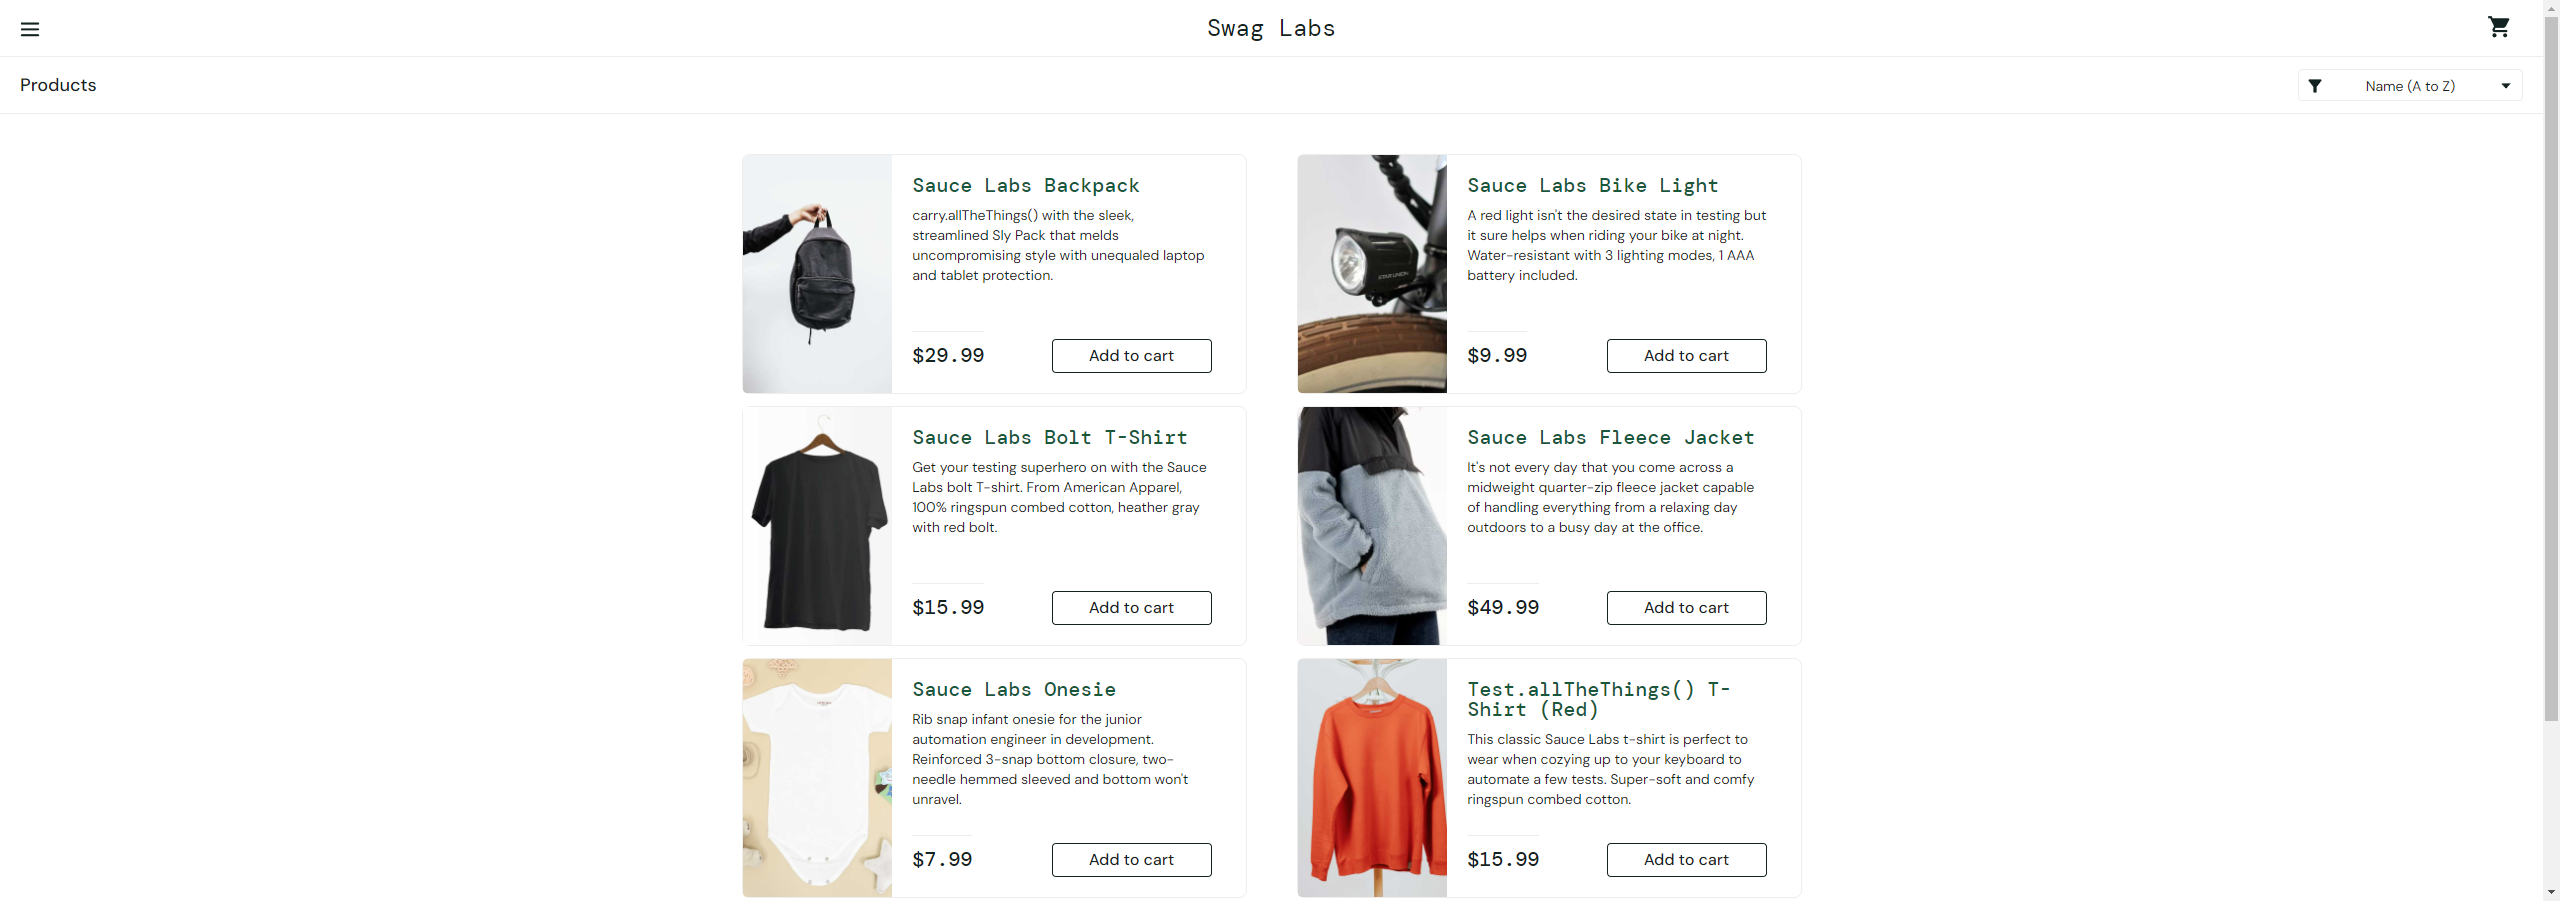 Swag Labs
Products
Name (A to Z)
Sauce Labs Backpack
carry.allTheThings() with the sleek,
streamlined Sly Pack that melds
uncompromising style with unequaled laptop
and tablet protection.
$29.99
Add to cart
Sauce Labs Bike Light
A red light isn't the desired state in testing but
it sure helps when riding your bike at night.
Water-resistant with 3 lighting modes, 1 AAA
battery included.
$9.99
Add to cart
STAR UNION
Sauce Labs Bolt T-Shirt
Get your testing superhero on with the Sauce
Labs bolt T-shirt. From American Apparel,
100% ringspun combed cotton, heather gray
with red bolt.
$15.99
Add to cart
Sauce Labs Fleece Jacket
It's not every day that you come across a
midweight quarter-zip fleece jacket capable
of handling everything from a relaxing day
outdoors to a busy day at the office.
$49.99
Add to cart
Sauce Labs Onesie
Rib snap infant onesie for the junior
automation engineer in development.
Reinforced 3-snap bottom closure, two-
needle hemmed sleeved and bottom won't
unravel.
$7.99
Add to cart
Test.allTheThings() T-
Shirt (Red)
This classic Sauce Labs t-shirt is perfect to
wear when cozying up to your keyboard to
automate a few tests. Super-soft and comfy
ringspun combed cotton.
$15.99
Add to cart